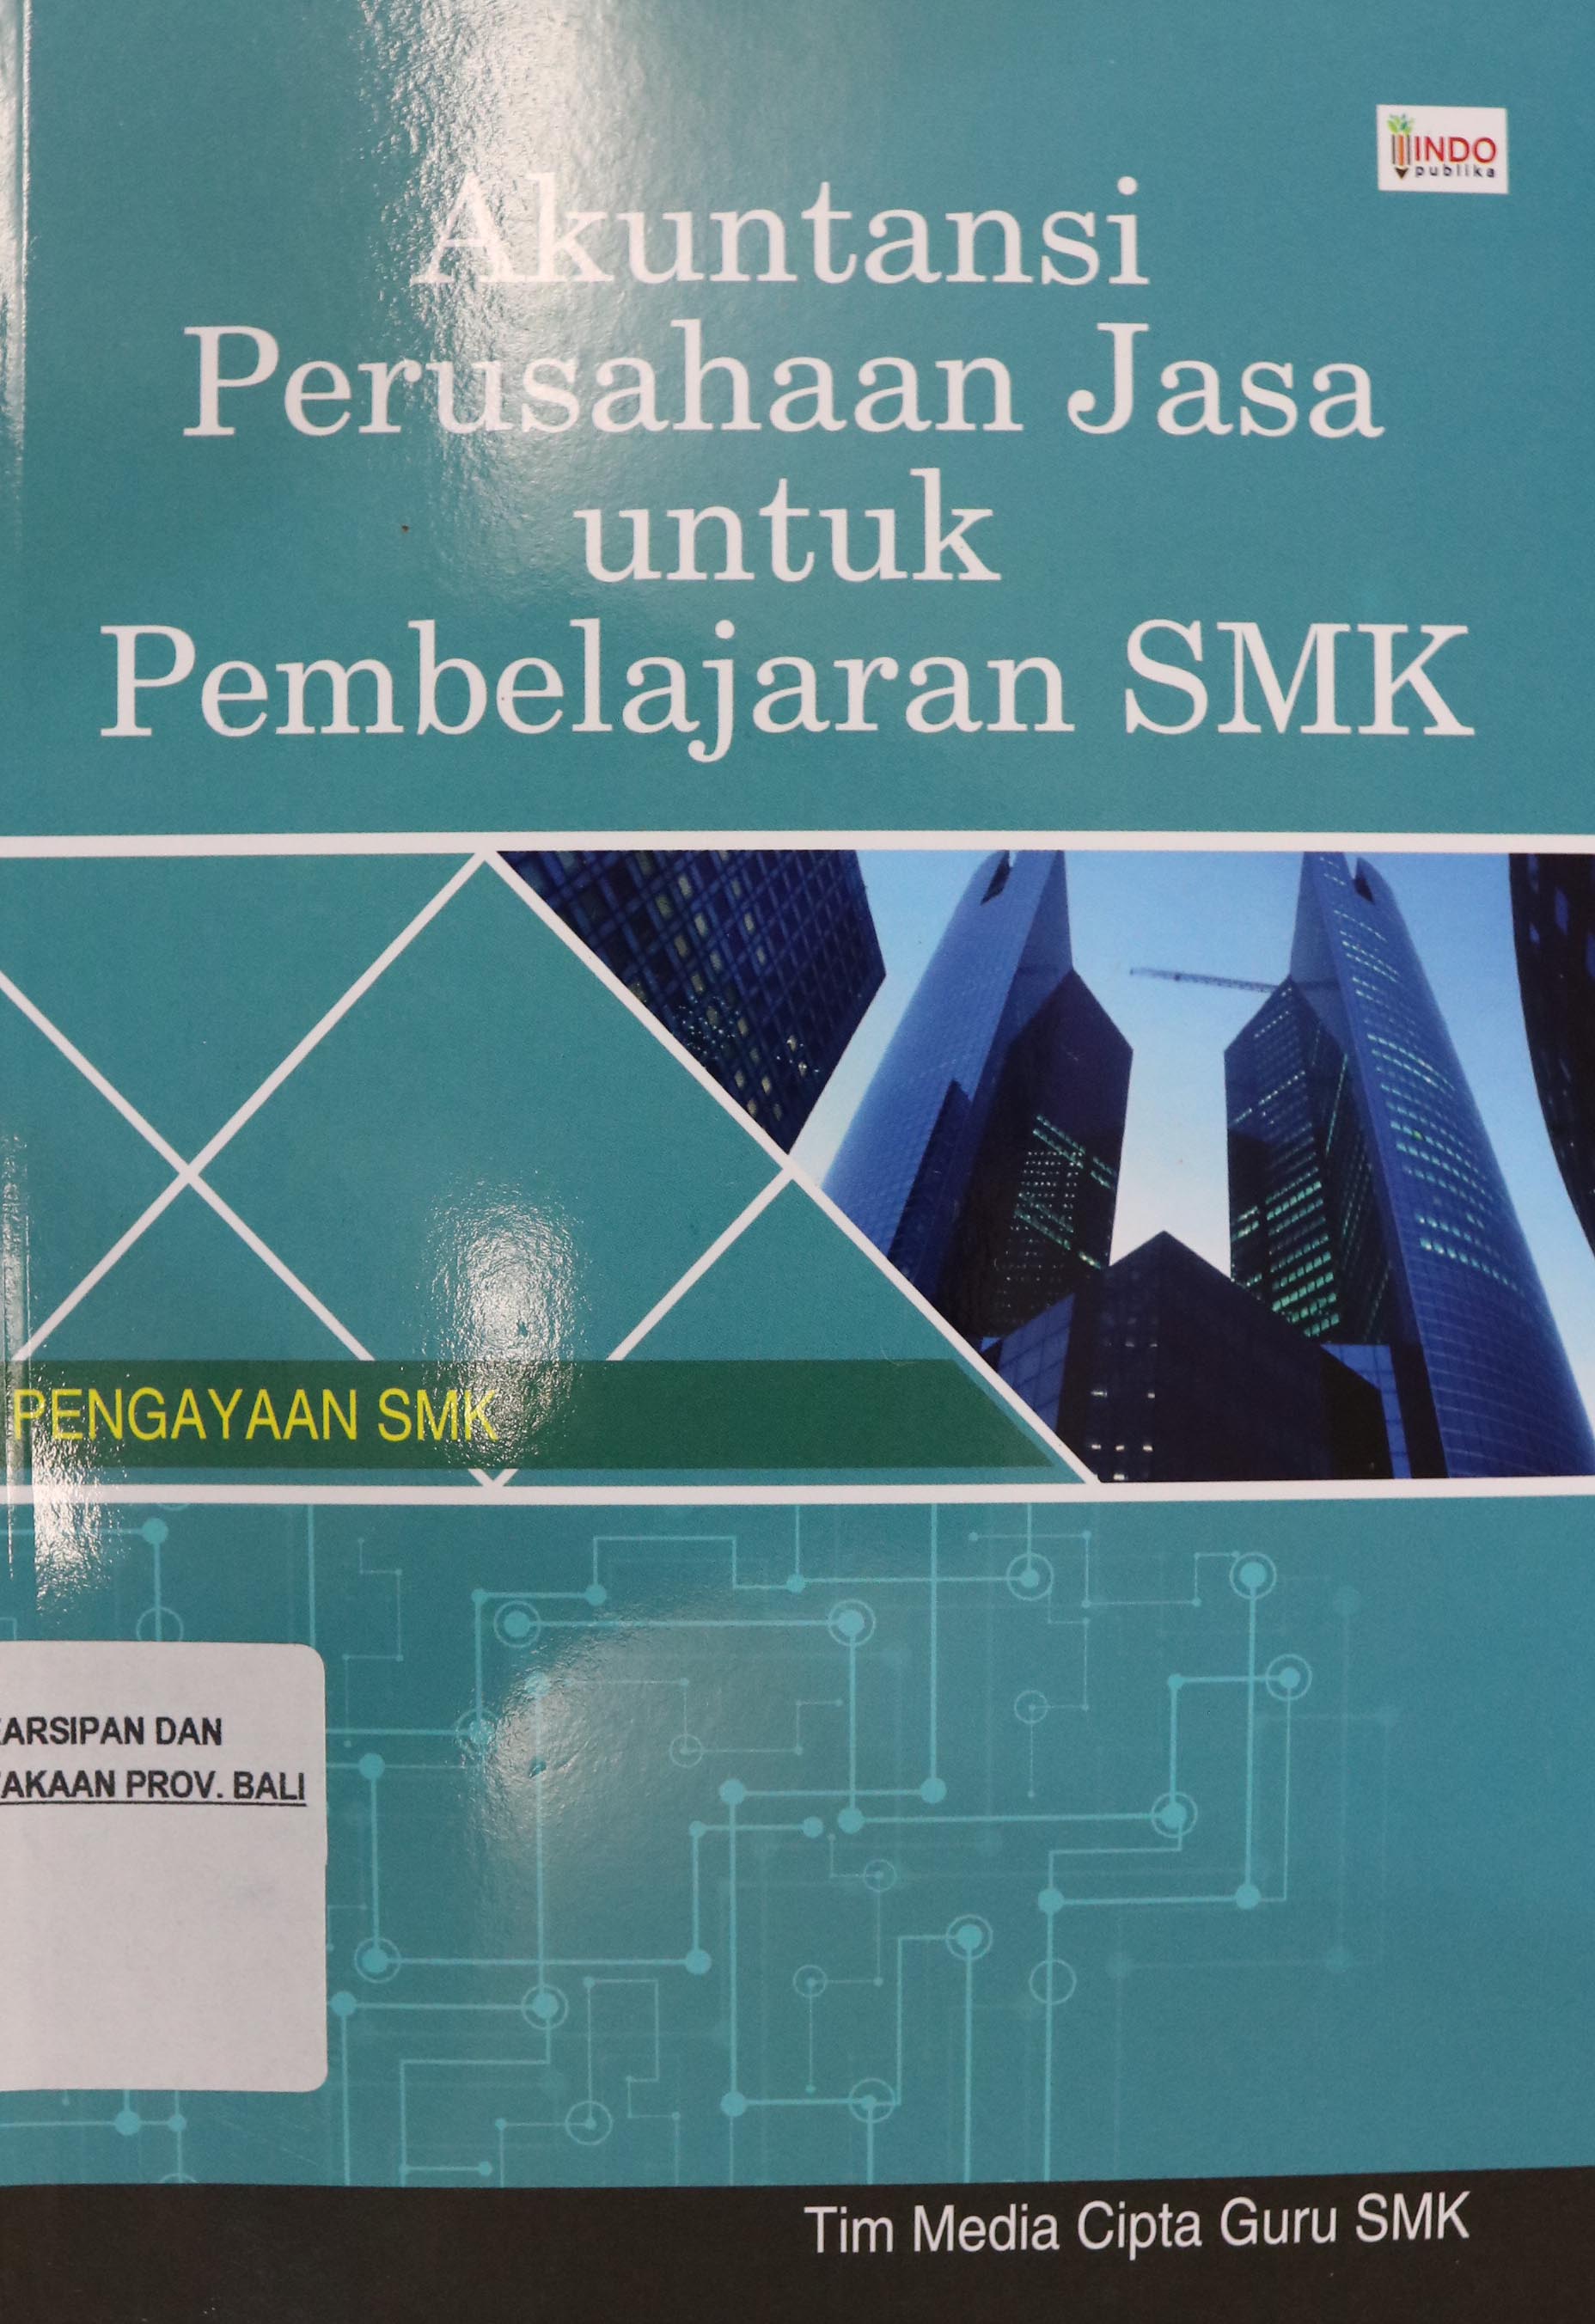 INDO
publika
Akuntansi
Perusahaan Jasa
untuk
Pembelajaran SMK
PENGAYAAN SMK
ARSIPAN DAN
AKAAN PROV. BALI
Tim Media Cipta Guru SMK